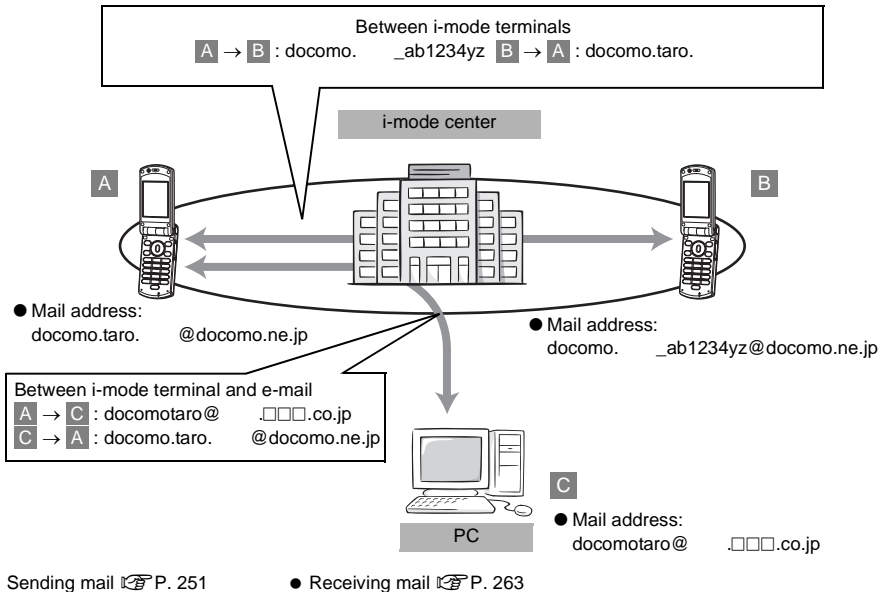 Between i-mode terminals
A → B : docomo. _ab1234yz B → A : docomo.taro.
i-mode center
A
B
● Mail address:
docomo.taro. @docomo.ne.jp
● Mail address:
docomo. _ab1234yz@docomo.ne.jp
Between i-mode terminal and e-mail
A → C : docomotaro@ .□□□.co.jp
C → A : docomo.taro. @docomo.ne.jp
C
PC
● Mail address:
docomotaro@ .□□□.co.jp
Sending mail ☞P. 251 ● Receiving mail ☞P. 263